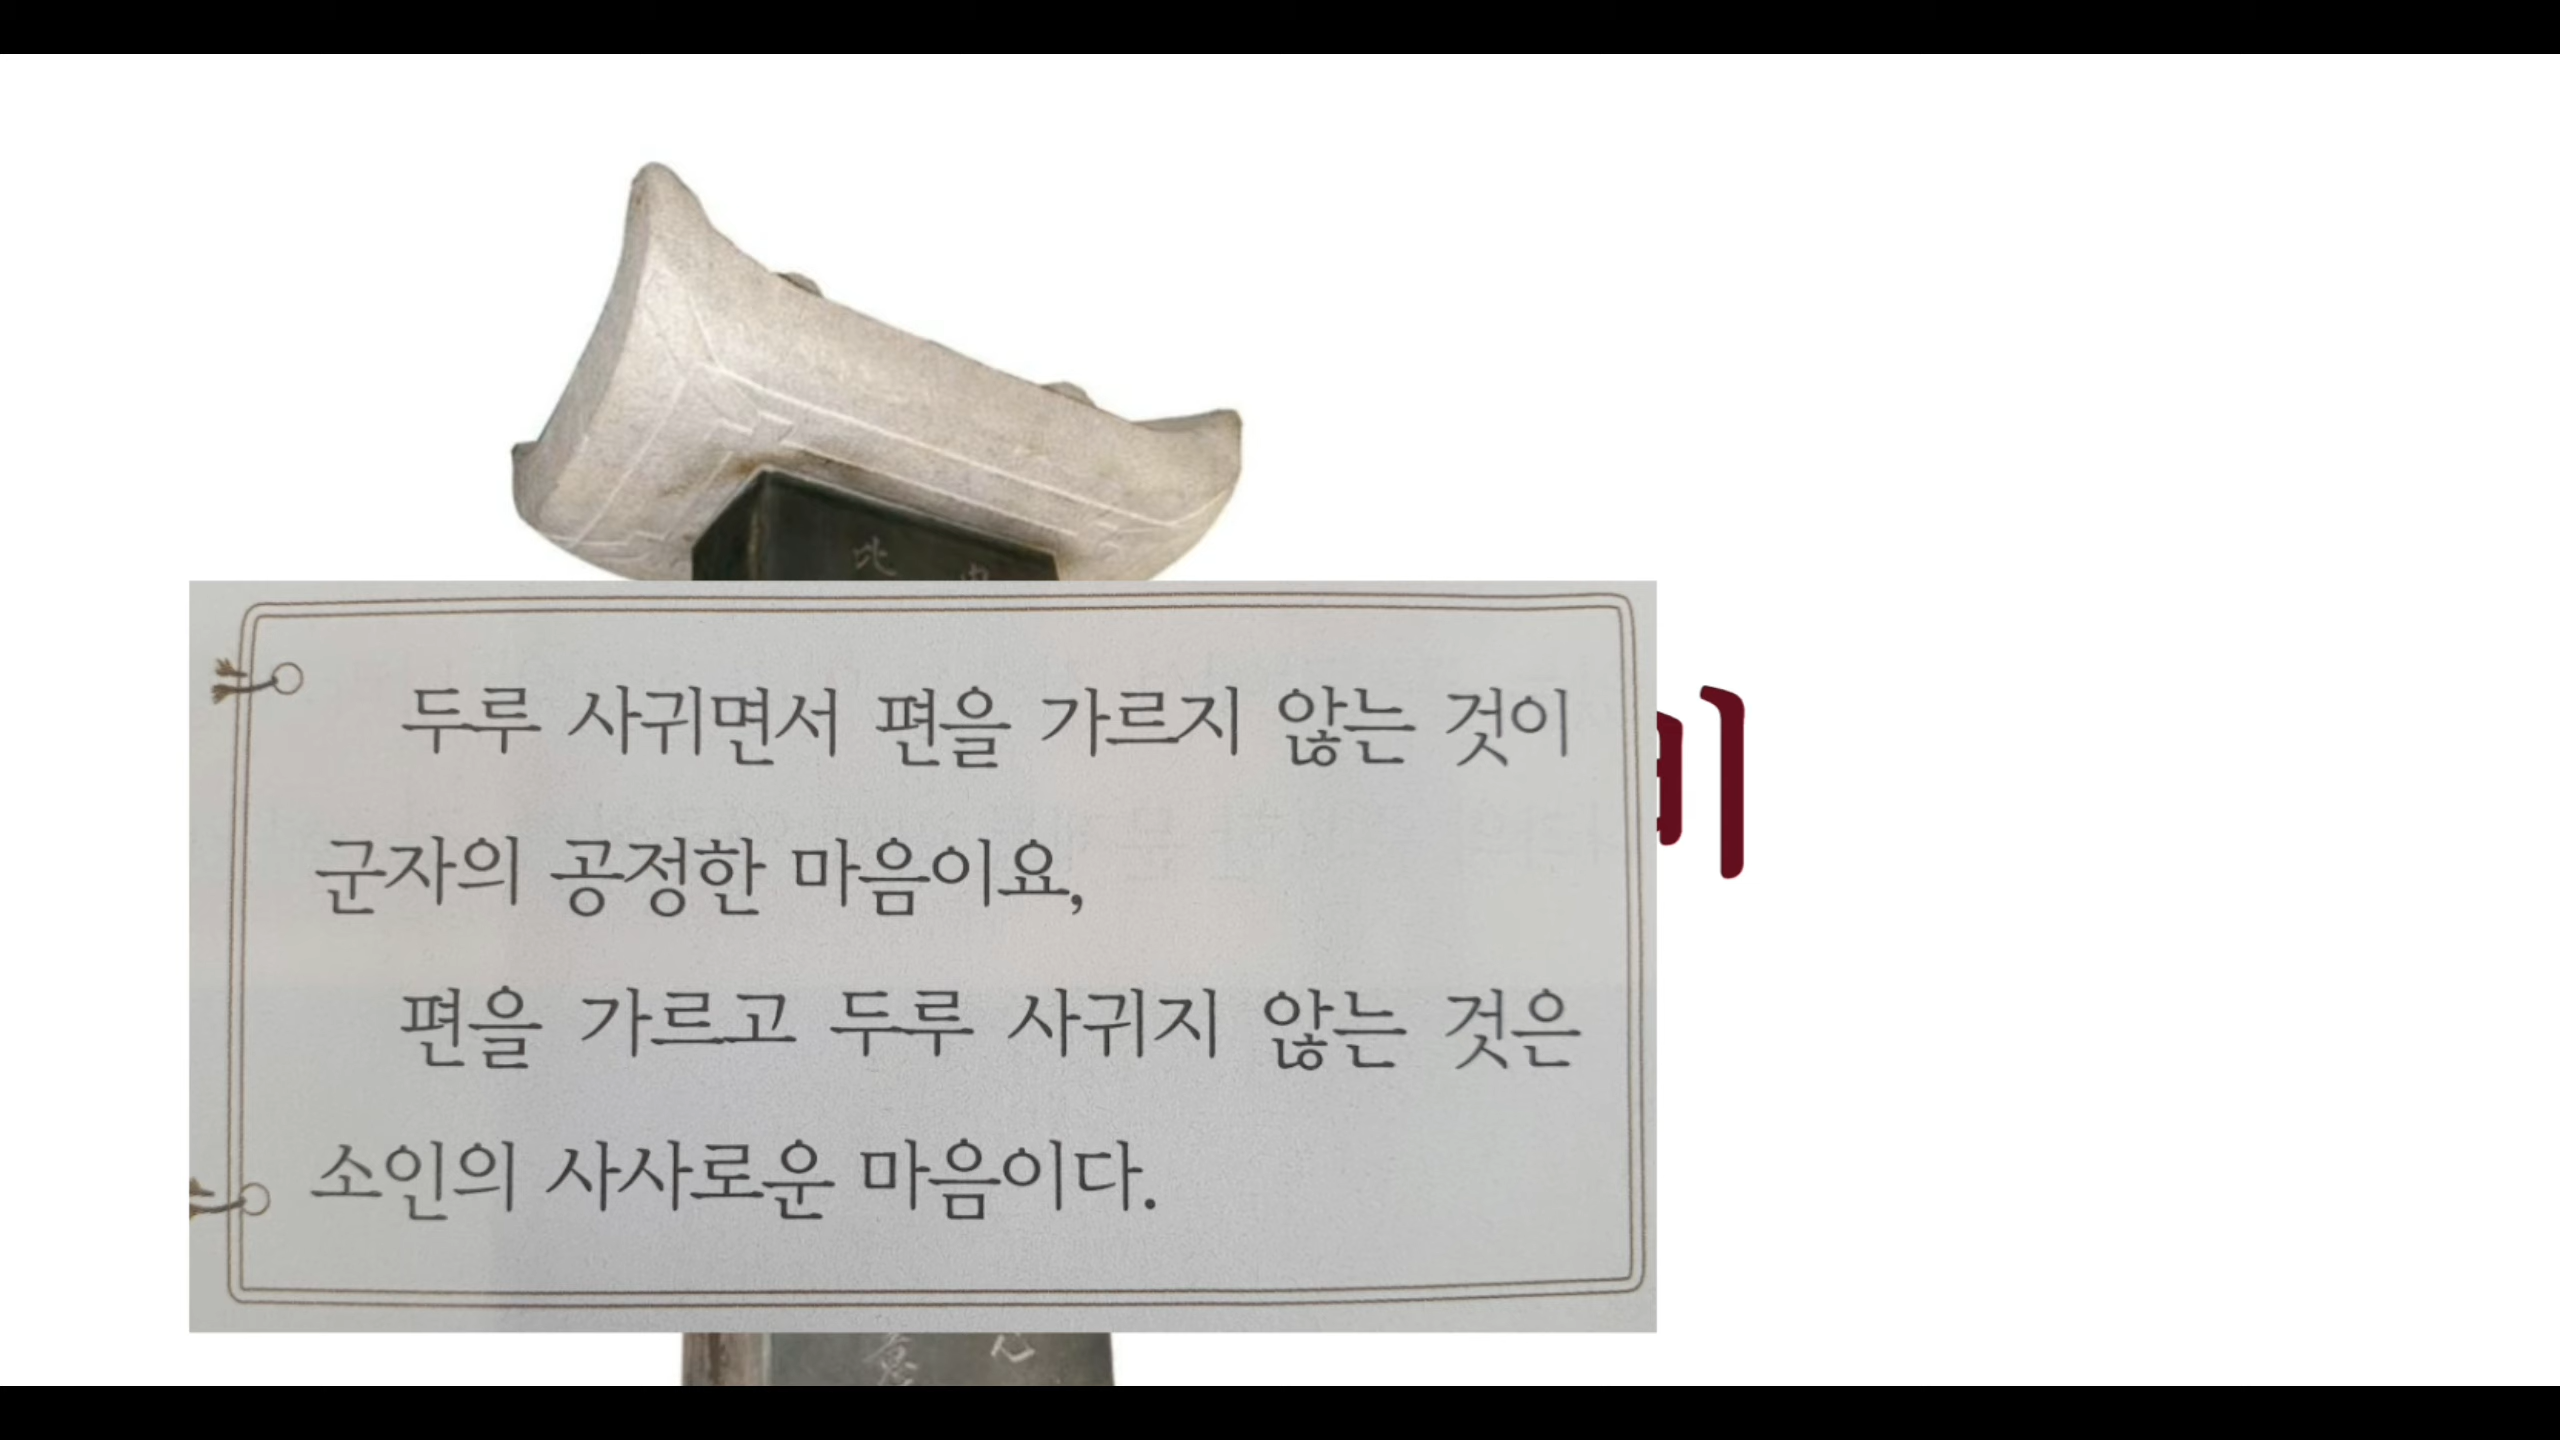 두루 사귀면서 편을 가르지 않는 것이
군자의 공정한 마음이요,
편을 가르고 두루 사귀지 않는 것은
소인의 사사로운 마음이다.